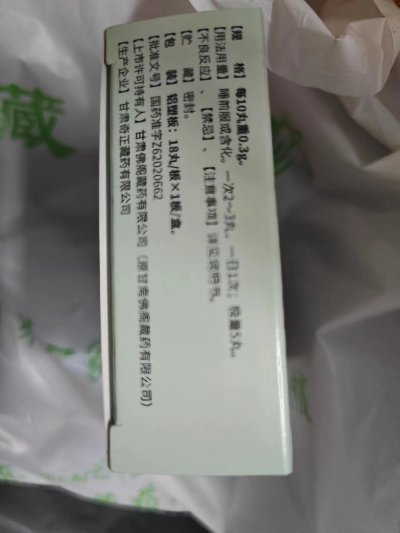 【规　格】每10丸重0.3g。
【用法用量】睡前服或含化。一次2～3丸，一日1次；极量5丸。
【不良反应】、【禁忌】、【注意事项】详见说明书。
【贮　藏】密封。
【包　装】铝塑板：18丸/板×1板/盒。
【批准文号】国药准字Z62020662
【上市许可持有人】甘肃佛阁藏药有限公司（原甘南佛阁藏药有限公司）
【生产企业】甘肃奇正藏药有限公司
藏